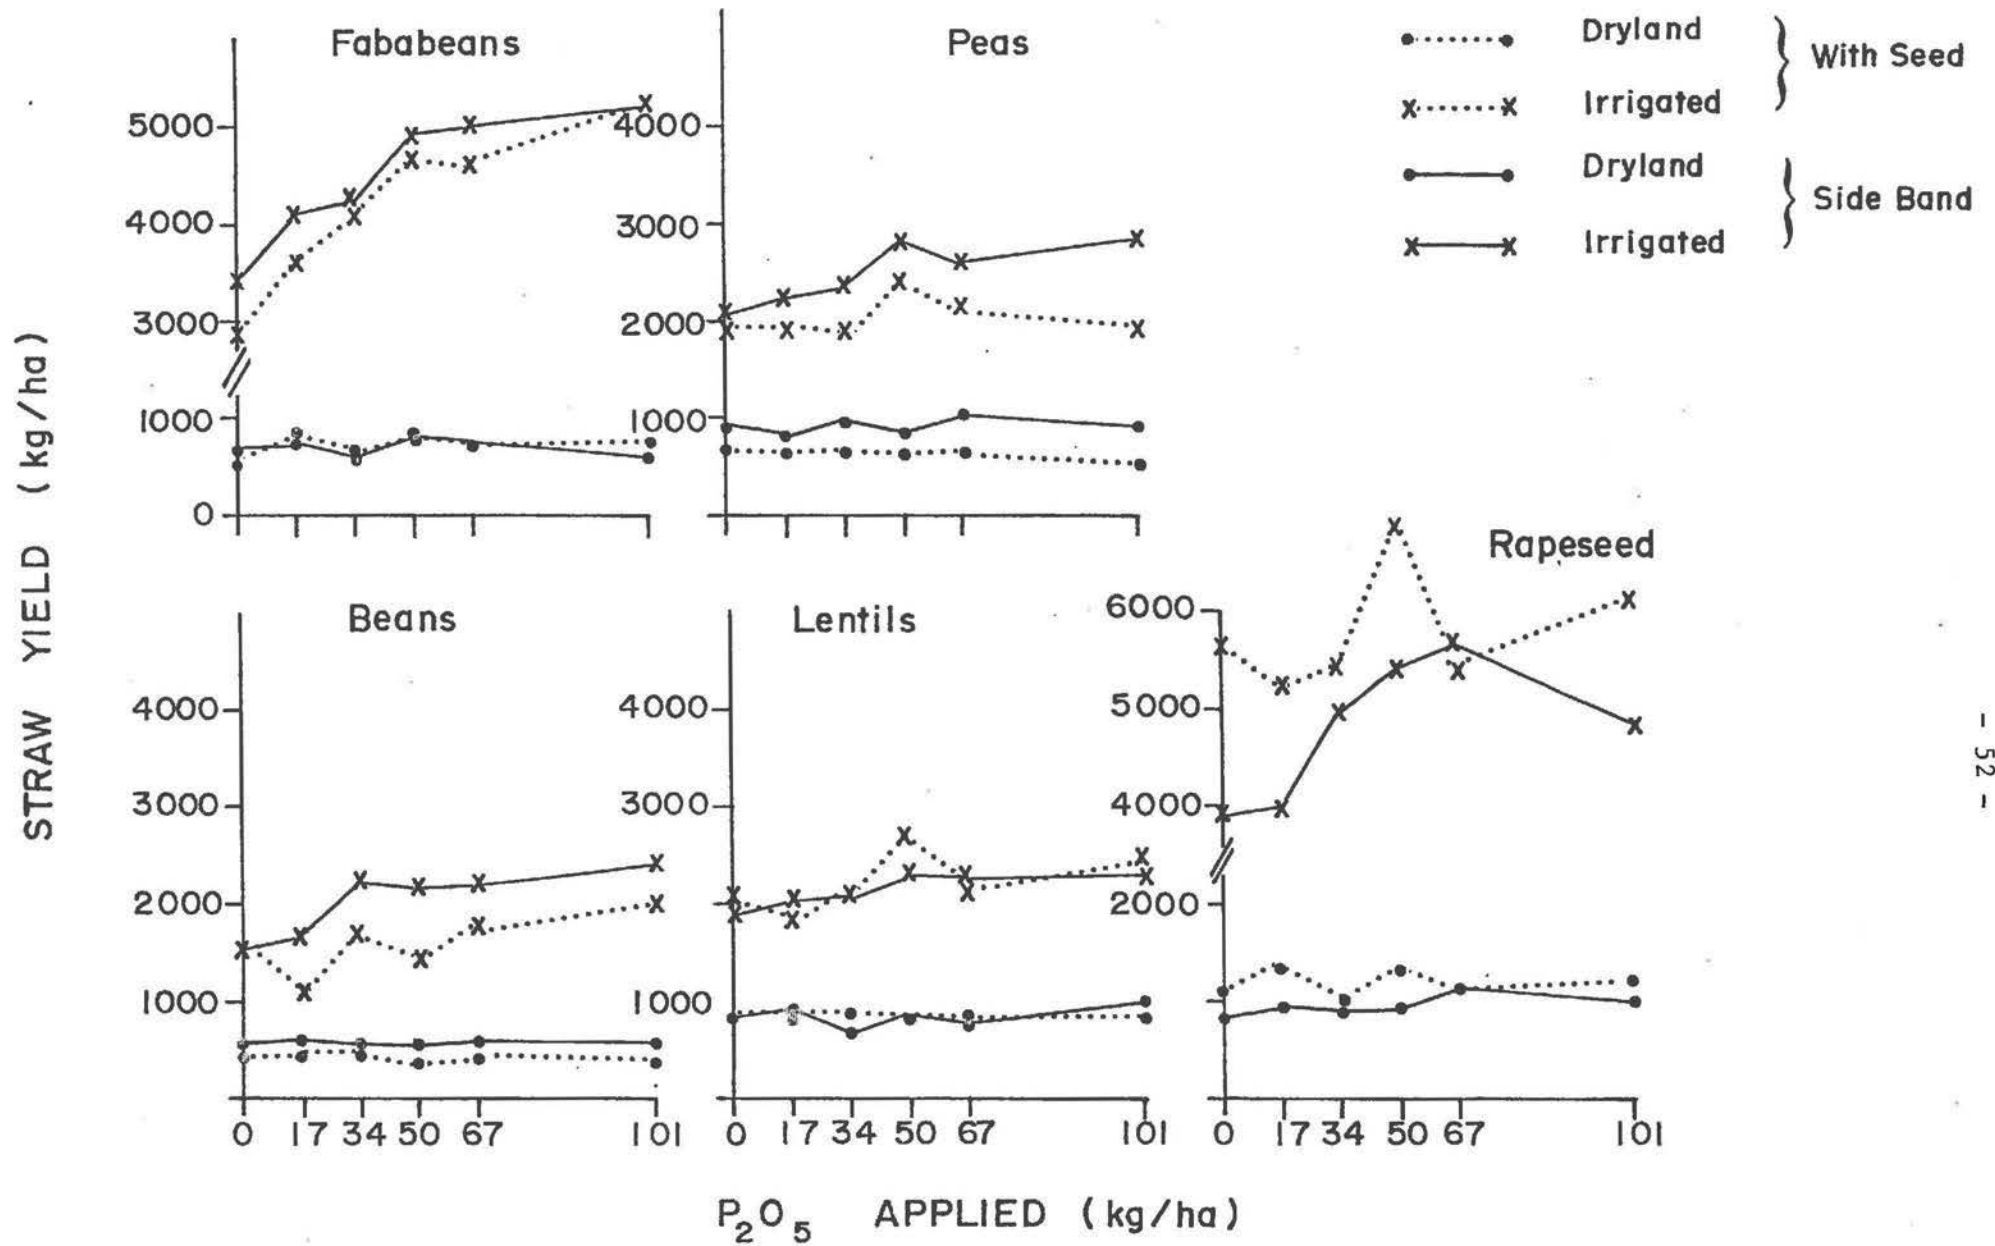 Fababeans
5000
4000
3000
1000
0
Peas
4000
3000
2000
1000
Dryland
Irrigated
With Seed
Dryland
Irrigated
Side Band
STRAW YIELD (kg/ha)
Beans
4000
3000
2000
1000
0 17 34 50 67 101
Lentils
4000
3000
1000
0 17 34 50 67 101
Rapeseed
6000
5000
4000
2000
0 17 34 50 67 101
P2O5 APPLIED (kg/ha)
- 52 -